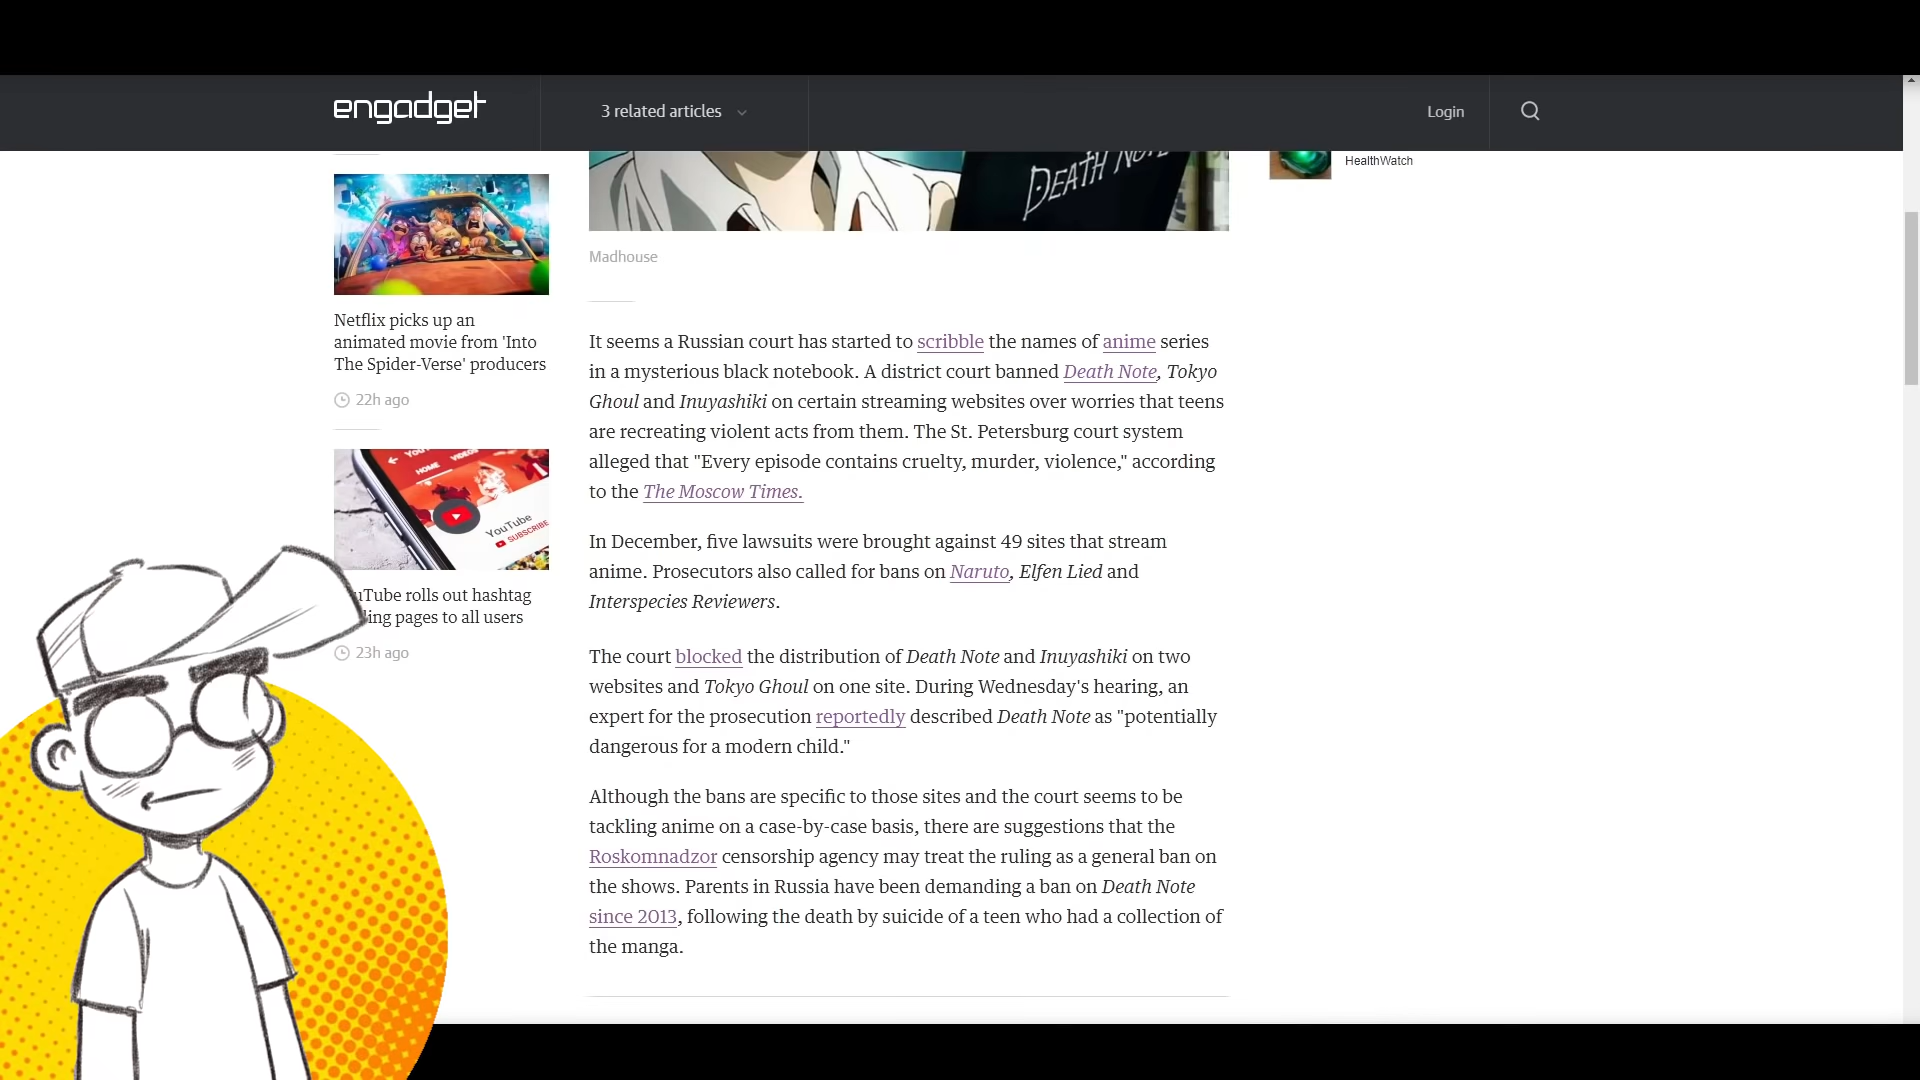 engadget
3 related articles
Login
DEATH NOTE
HealthWatch
Madhouse
Netflix picks up an
animated movie from 'Into
The Spider-Verse' producers
22h ago
HOME VIDEOS
YouTube
SUBSCRIBE
uTube rolls out hashtag
ing pages to all users
23h ago
It seems a Russian court has started to scribble the names of anime series
in a mysterious black notebook. A district court banned Death Note, Tokyo
Ghoul and Inuyashiki on certain streaming websites over worries that teens
are recreating violent acts from them. The St. Petersburg court system
alleged that "Every episode contains cruelty, murder, violence," according
to the The Moscow Times.
In December, five lawsuits were brought against 49 sites that stream
anime. Prosecutors also called for bans on Naruto, Elfen Lied and
Interspecies Reviewers.
The court blocked the distribution of Death Note and Inuyashiki on two
websites and Tokyo Ghoul on one site. During Wednesday's hearing, an
expert for the prosecution reportedly described Death Note as "potentially
dangerous for a modern child."
Although the bans are specific to those sites and the court seems to be
tackling anime on a case-by-case basis, there are suggestions that the
Roskomnadzor censorship agency may treat the ruling as a general ban on
the shows. Parents in Russia have been demanding a ban on Death Note
since 2013, following the death by suicide of a teen who had a collection of
the manga.